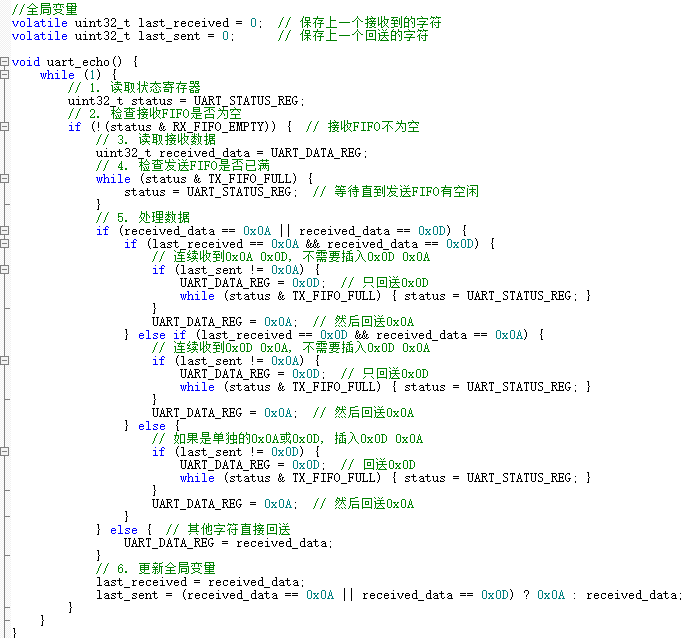 //全局变量
volatile uint32_t last_received = 0;  // 保存上一个接收到的字符
volatile uint32_t last_sent = 0;      // 保存上一个回送的字符

void uart_echo() {
    while (1) {
        // 1. 读取状态寄存器
        uint32_t status = UART_STATUS_REG;
        // 2. 检查接收FIFO是否为空
        if (!(status & RX_FIFO_EMPTY)) {  // 接收FIFO不为空
            // 3. 读取接收数据
            uint32_t received_data = UART_DATA_REG;
            // 4. 检查发送FIFO是否已满
            while (status & TX_FIFO_FULL) {
                status = UART_STATUS_REG;  // 等待直到发送FIFO有空闲
            }
            // 5. 处理数据
            if (received_data == 0x0A || received_data == 0x0D) {
                if (last_received == 0x0A && received_data == 0x0D) {
                    // 连续收到0x0A 0x0D, 不需要插入0x0D 0x0A
                    if (last_sent != 0x0A) {
                        UART_DATA_REG = 0x0D;  // 只回送0x0D
                        while (status & TX_FIFO_FULL) { status = UART_STATUS_REG; }
                    }
                    UART_DATA_REG = 0x0A;  // 然后回送0x0A
                } else if (last_received == 0x0D && received_data == 0x0A) {
                    // 连续收到0x0D 0x0A, 不需要插入0x0D 0x0A
                    if (last_sent != 0x0A) {
                        UART_DATA_REG = 0x0D;  // 只回送0x0D
                        while (status & TX_FIFO_FULL) { status = UART_STATUS_REG; }
                    }
                    UART_DATA_REG = 0x0A;  // 然后回送0x0A
                } else {
                    // 如果是单独的0x0A或0x0D, 插入0x0D 0x0A
                    if (last_sent != 0x0D) {
                        UART_DATA_REG = 0x0D;  // 回送0x0D
                        while (status & TX_FIFO_FULL) { status = UART_STATUS_REG; }
                    }
                    UART_DATA_REG = 0x0A;  // 然后回送0x0A
                }
            } else {  // 其他字符直接回送
                UART_DATA_REG = received_data;
            }
            // 6. 更新全局变量
            last_received = received_data;
            last_sent = (received_data == 0x0A || received_data == 0x0D) ? 0x0A : received_data;
        }
    }
}